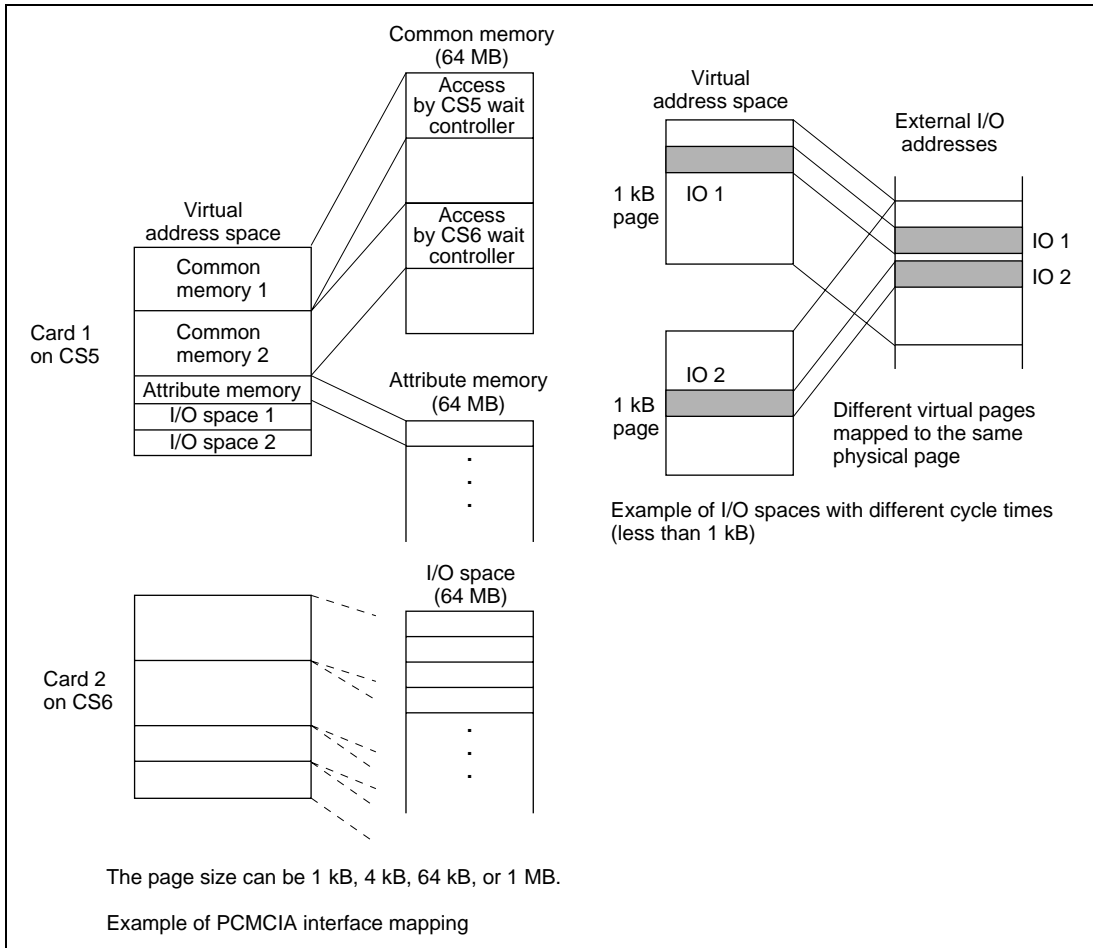 Common memory
(64 MB)
Access
by CS5 wait
controller
Access
by CS6 wait
controller
Virtual
address space
Common
memory 1
Common
memory 2
Attribute memory
I/O space 1
I/O space 2
Card 1
on CS5
Attribute memory
(64 MB)
.
.
.
I/O space
(64 MB)
.
.
.
Card 2
on CS6
Virtual
address space
External I/O
addresses
1 kB
page
IO 1
IO 1
IO 2
IO 2
1 kB
page
Different virtual pages
mapped to the same
physical page
Example of I/O spaces with different cycle times
(less than 1 kB)
The page size can be 1 kB, 4 kB, 64 kB, or 1 MB.
Example of PCMCIA interface mapping